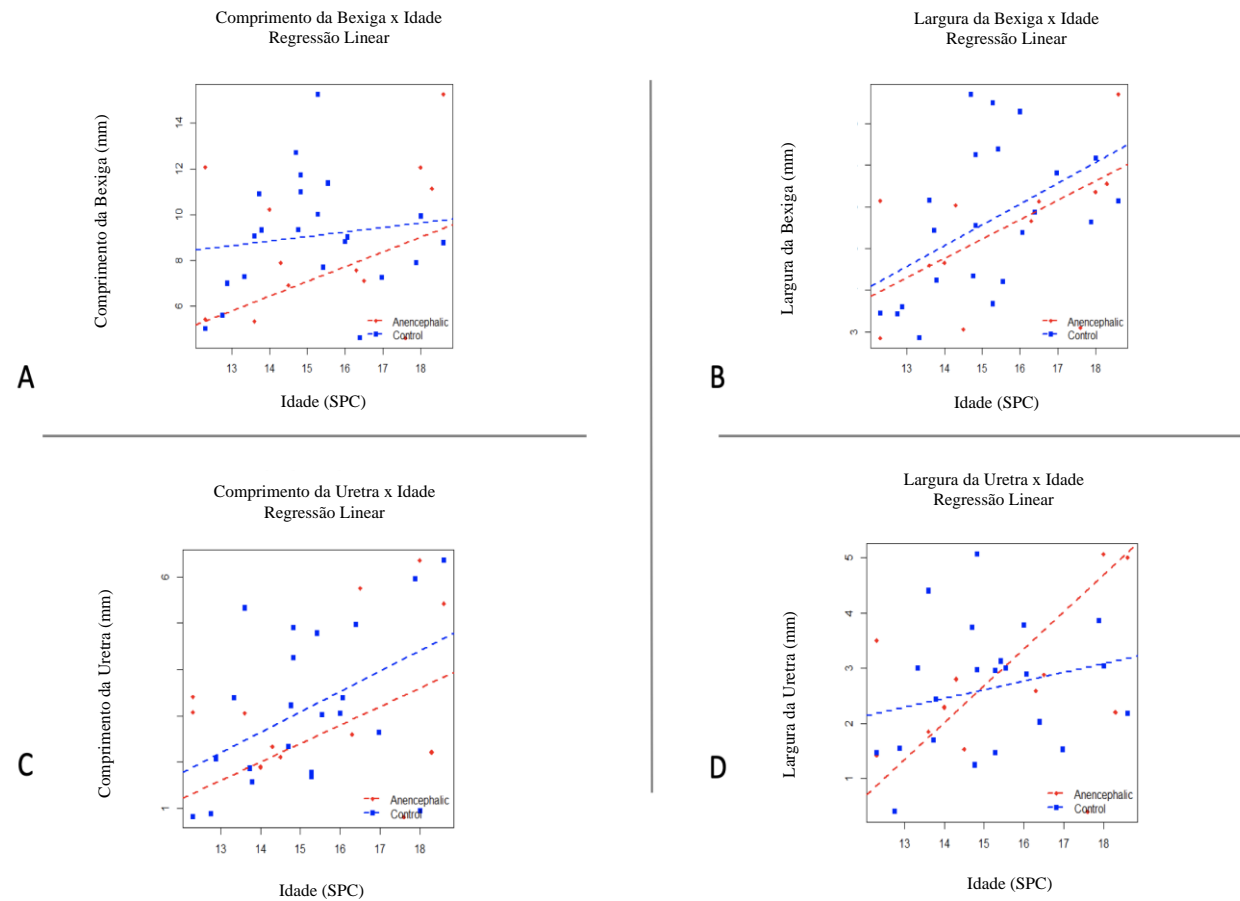 Comprimento da Bexiga x Idade
Regressão Linear
Comprimento da Bexiga (mm)
14
12
10
8
6
Anencephalic
Control
13 14 15 16 17 18
Idade (SPC)
A
Largura da Bexiga x Idade
Regressão Linear
Largura da Bexiga (mm)
3
Anencephalic
Control
13 14 15 16 17 18
Idade (SPC)
B
Comprimento da Uretra x Idade
Regressão Linear
Comprimento da Uretra (mm)
6
1
Anencephalic
Control
13 14 15 16 17 18
Idade (SPC)
C
Largura da Uretra x Idade
Regressão Linear
Largura da Uretra (mm)
5
4
3
2
1
Anencephalic
Control
13 14 15 16 17 18
Idade (SPC)
D